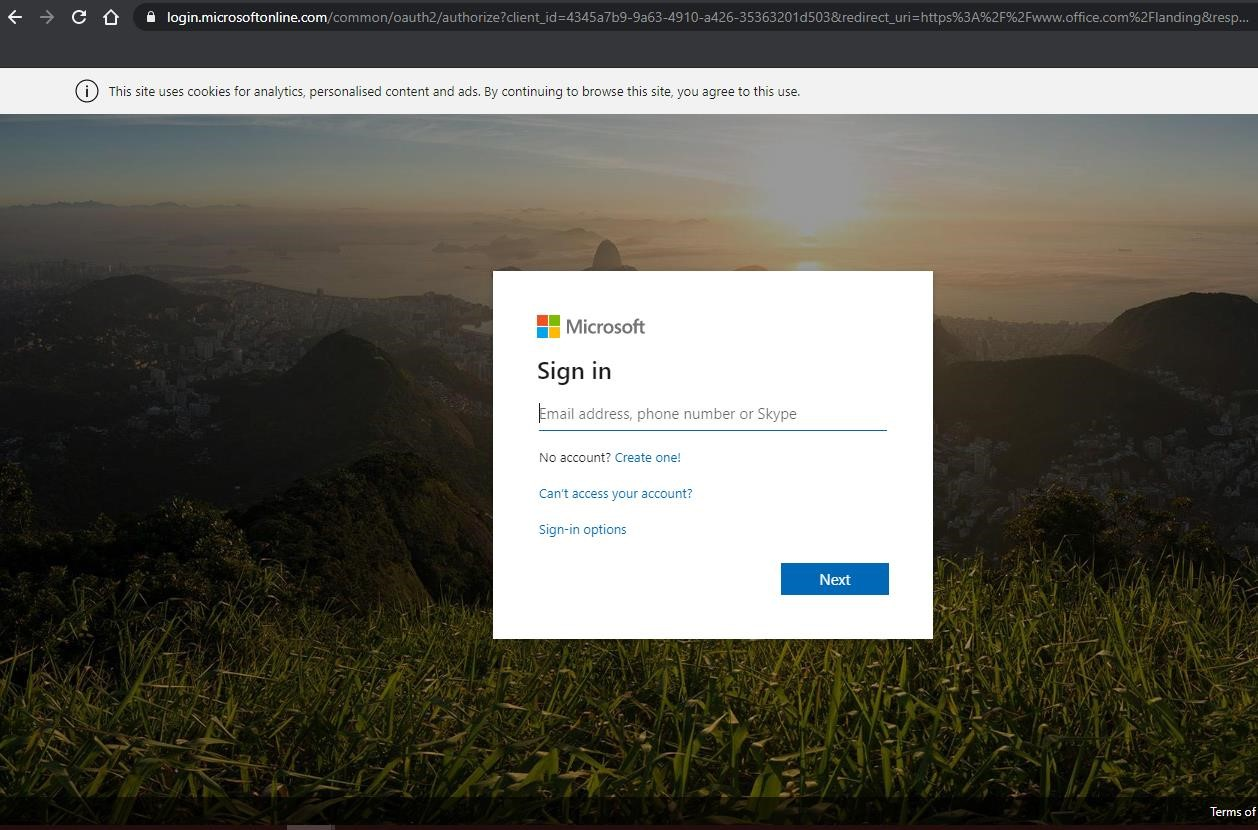 login.microsoftonline.com/common/oauth2/authorize?client_id=4345a7b9-9a63-4910-a426-35363201d503&redirect_uri=https%3A%2F%2Fwww.office.com%2Flanding&resp...
This site uses cookies for analytics, personalised content and ads. By continuing to browse this site, you agree to this use.
Microsoft
Sign in
Email address, phone number or Skype
No account? Create one!
Can't access your account?
Sign-in options
Next
Terms of